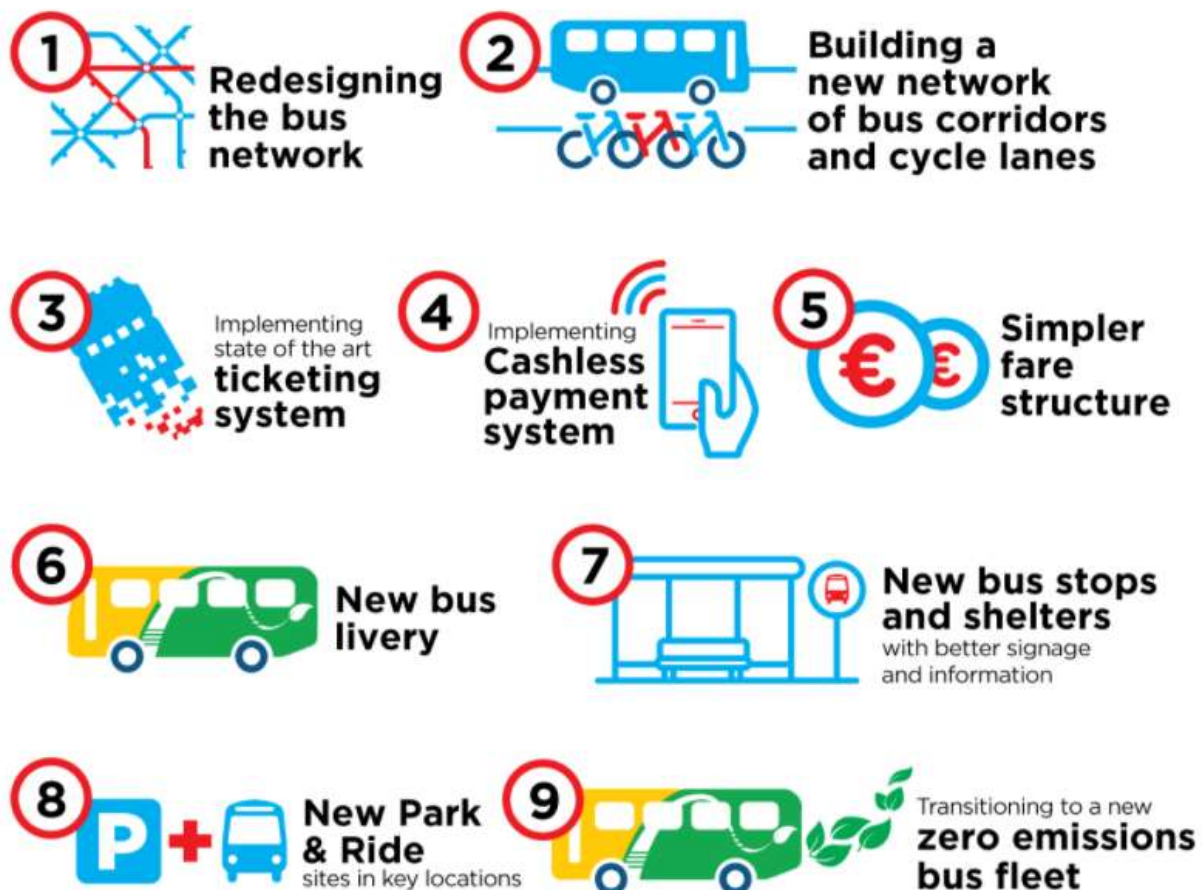 1
Redesigning
the bus
network
2
Building a
new network
of bus corridors
and cycle lanes
3
Implementing
state of the art
ticketing
system
4
Implementing
Cashless
payment
system
5
€ €
Simpler
fare
structure
6
New bus
livery
7
New bus stops
and shelters
with better signage
and information
8
P
New Park
& Ride
sites in key locations
9
Transitioning to a new
zero emissions
bus fleet